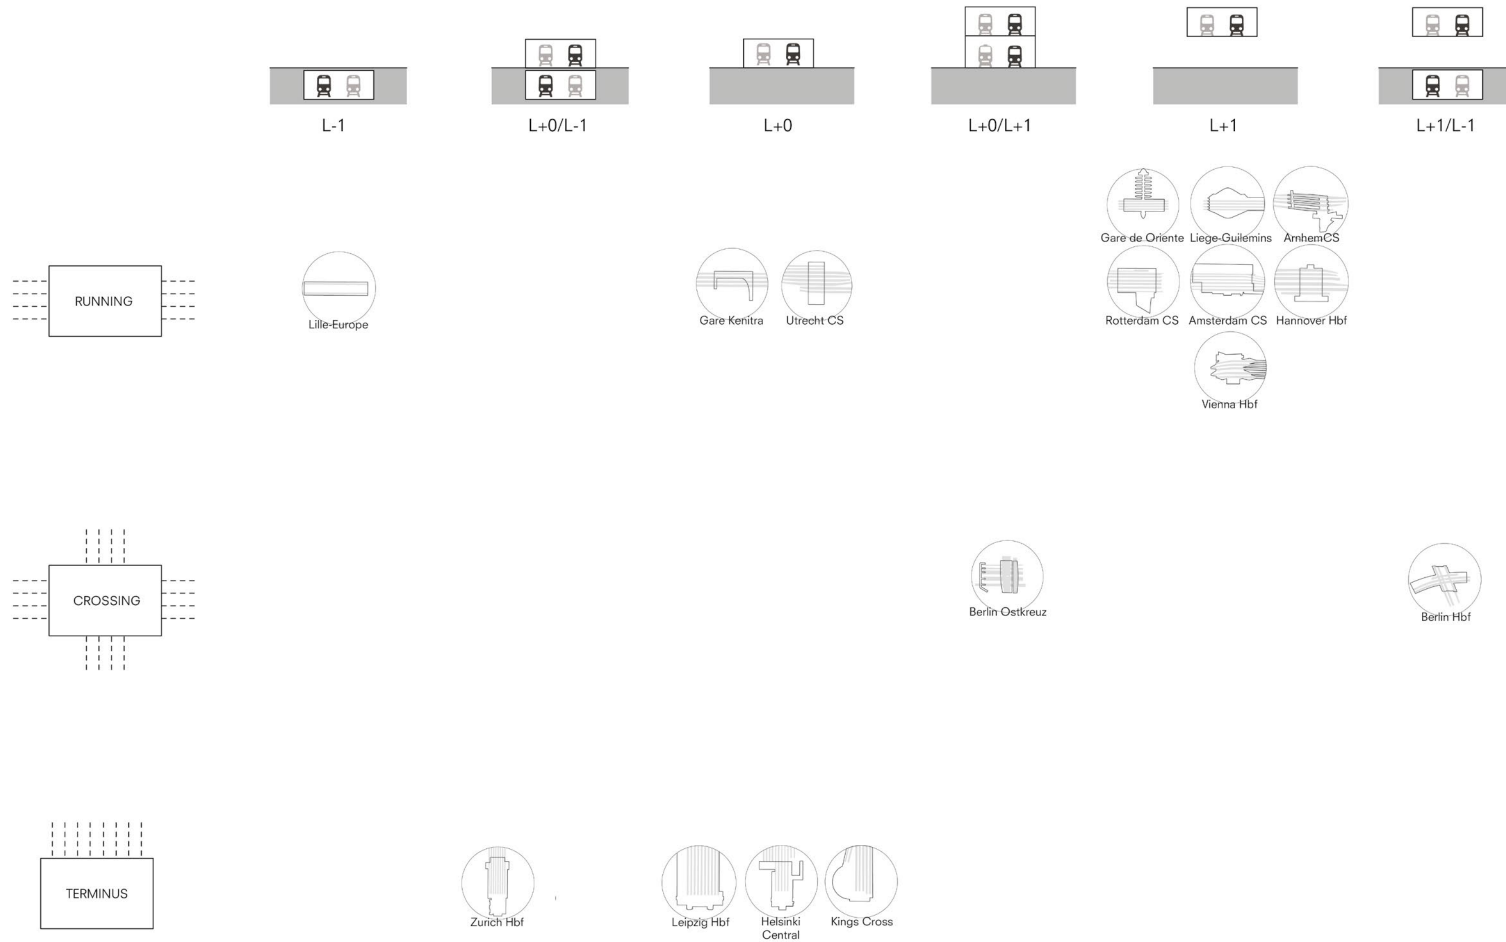 L-1
L+0/L-1
L+0
L+0/L+1
L+1
L+1/L-1
Gare de Oriente
Liege-Guilemins
ArnhemCS
RUNNING
Lille-Europe
Gare Kenitra
Utrecht CS
Rotterdam CS
Amsterdam CS
Hannover Hbf
Vienna Hbf
CROSSING
Berlin Ostkreuz
Berlin Hbf
TERMINUS
Zurich Hbf
Leipzig Hbf
Helsinki
Central
Kings Cross